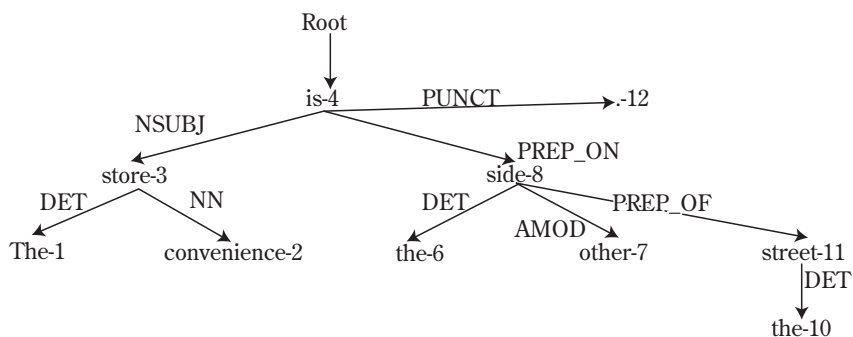 Root
is-4 PUNCT .-12
NSUBJ PREP_ON
store-3 side-8
DET NN DET AMOD PREP_OF
The-1 convenience-2 the-6 other-7 street-11
DET
the-10